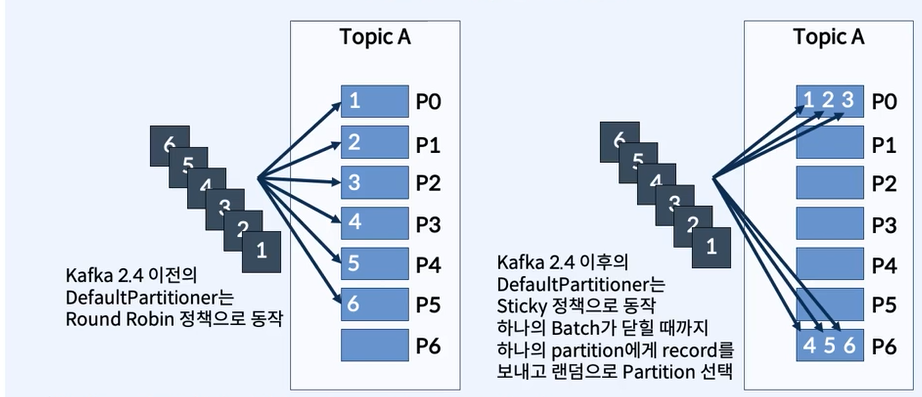 Topic A
1 P0
2 P1
3 P2
4 P3
5 P4
6 P5
P6
6
5
4
3
2
1
Kafka 2.4 이전의
DefaultPartitioner는
Round Robin 정책으로 동작
Topic A
1 2 3 P0
P1
P2
P3
P4
P5
4 5 6 P6
6
5
4
3
2
1
Kafka 2.4 이후의
DefaultPartitioner는
Sticky 정책으로 동작
하나의 Batch가 닫힐 때까지
하나의 partition에게 record를
보내고 랜덤으로 Partition 선택